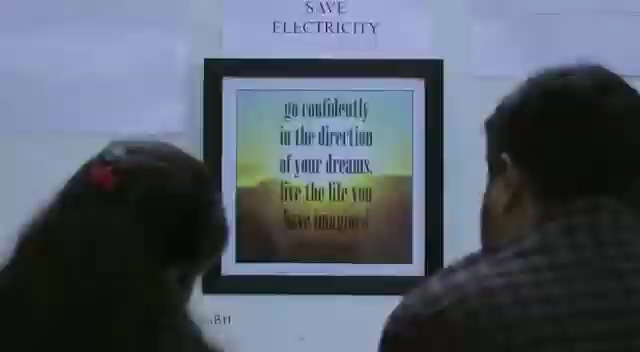 SAVE
ELECTRICITY
go confidently
in the direction
of your dreams.
live the life you
have imagined